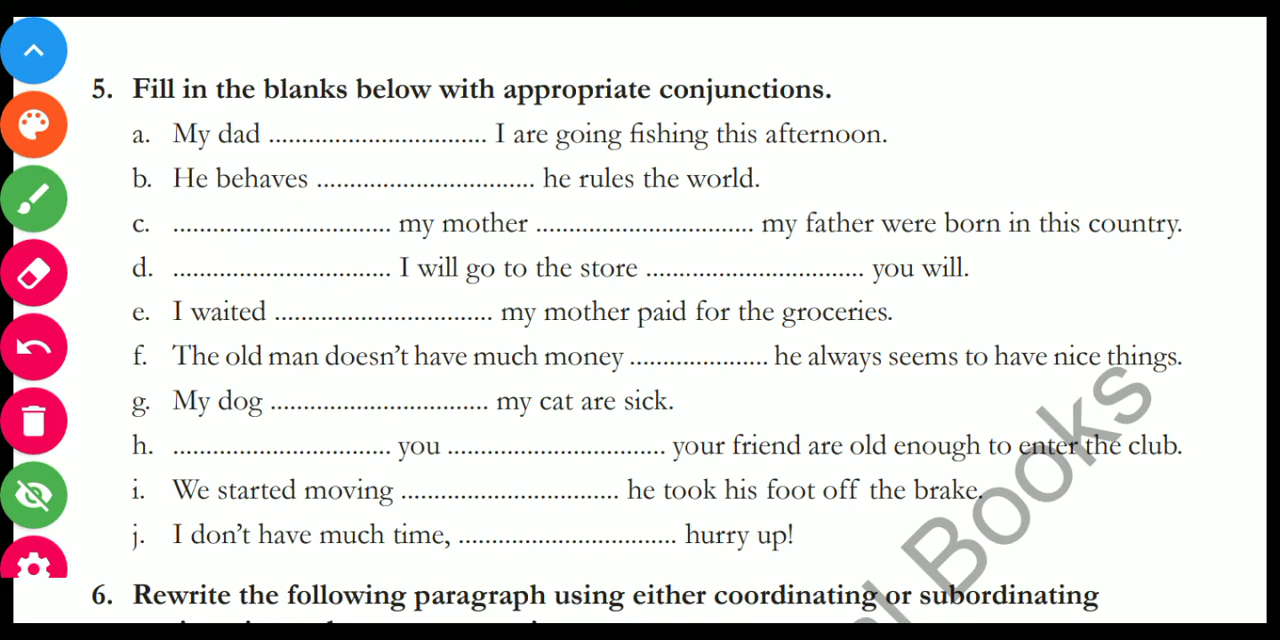 5. Fill in the blanks below with appropriate conjunctions.
a. My dad ................................. I are going fishing this afternoon.
b. He behaves ................................. he rules the world.
c. ................................. my mother ................................. my father were born in this country.
d. ................................. I will go to the store ................................. you will.
e. I waited ................................. my mother paid for the groceries.
f. The old man doesn't have much money ..................... he always seems to have nice things.
g. My dog ................................. my cat are sick.
h. ................................. you ................................. your friend are old enough to enter the club.
i. We started moving ................................. he took his foot off the brake.
j. I don't have much time, ................................. hurry up!
6. Rewrite the following paragraph using either coordinating or subordinating
Books